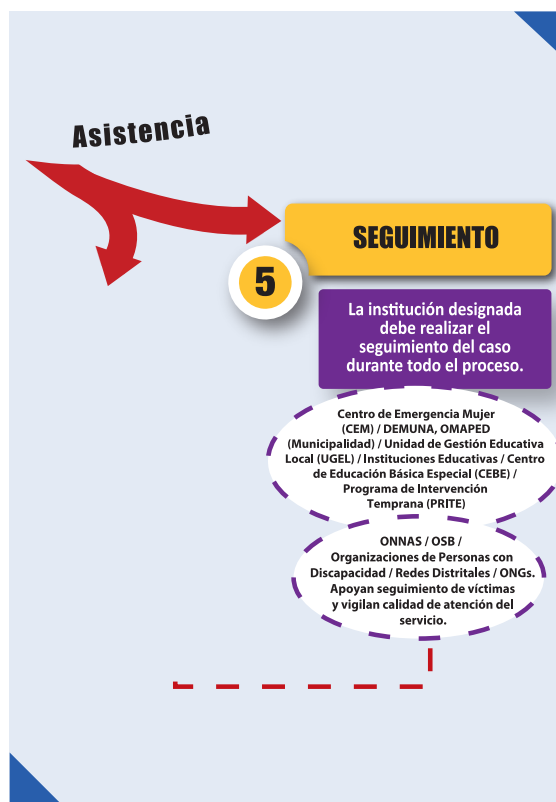 Asistencia
SEGUIMIENTO
5
La institución designada
debe realizar el
seguimiento del caso
durante todo el proceso.
Centro de Emergencia Mujer
(CEM) / DEMUNA, OMAPED
(Municipalidad) / Unidad de Gestión Educativa
Local (UGEL) / Instituciones Educativas / Centro
de Educación Básica Especial (CEBE) /
Programa de Intervención
Temprana (PRITE)
ONNAS / OSB /
Organizaciones de Personas con
Discapacidad / Redes Distritales / ONGs.
Apoyan seguimiento de víctimas
y vigilan calidad de atención del
servicio.